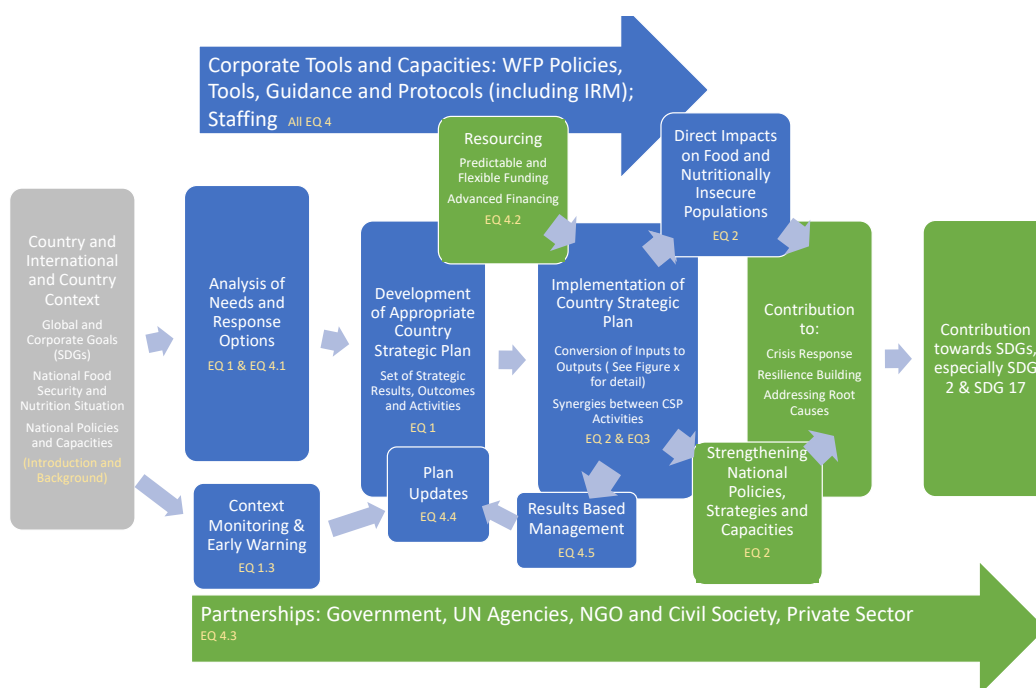 Corporate Tools and Capacities: WFP Policies,
Tools, Guidance and Protocols (including IRM);
Staffing All EQ 4
Resourcing
Predictable and
Flexible Funding
Advanced Financing
EQ 4.2
Direct Impacts
on Food and
Nutritionally
Insecure
Populations
EQ 2
Country and
International
and Country
Context
Global and
Corporate Goals
(SDGs)
National Food
Security and
Nutrition Situation
National Policies
and Capacities
(Introduction and
Background)
Analysis of
Needs and
Response
Options
EQ 1 & EQ 4.1
Development
of Appropriate
Country
Strategic Plan
Set of Strategic
Results, Outcomes
and Activities
EQ 1
Implementation of
Country Strategic
Plan
Conversion of Inputs to
Outputs ( See Figure x
for detail)
Synergies between CSP
Activities
EQ 2 & EQ3
Contribution
to:
Crisis Response
Resilience Building
Addressing Root
Causes
Contribution
towards SDGs,
especially SDG
2 & SDG 17
Context
Monitoring &
Early Warning
EQ 1.3
Plan
Updates
EQ 4.4
Results Based
Management
EQ 4.5
Strengthening
National
Policies,
Strategies and
Capacities
EQ 2
Partnerships: Government, UN Agencies, NGO and Civil Society, Private Sector
EQ 4.3